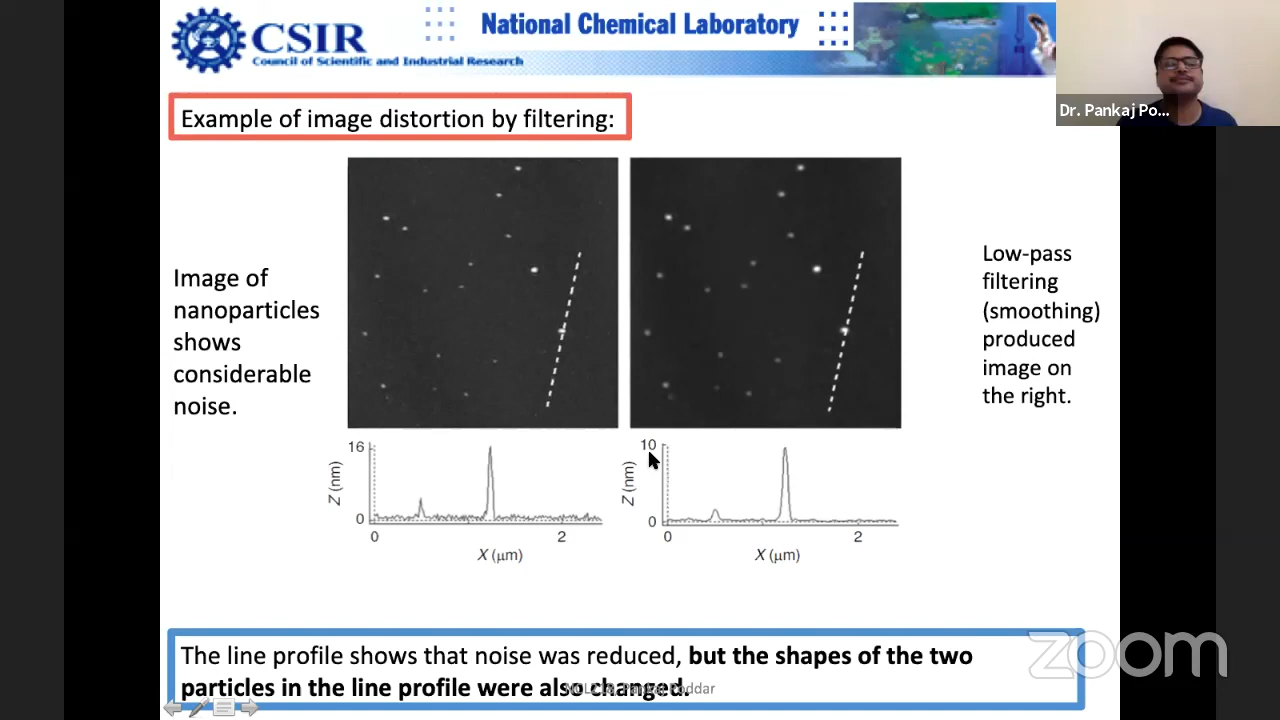 CSIR
Council of Scientific and Industrial Research
National Chemical Laboratory
Dr. Pankaj Po...
Example of image distortion by filtering:
Image of
nanoparticles
shows
considerable
noise.
Low-pass
filtering
(smoothing)
produced
image on
the right.
16
Z (nm)
0
0
2
X (μm)
10
Z (nm)
0
0
2
X (μm)
The line profile shows that noise was reduced, but the shapes of the two
particles in the line profile were also changed.
Pankaj Poddar
zoom